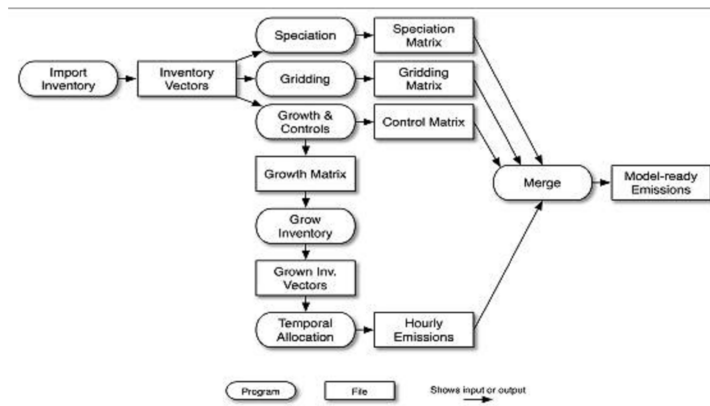 Speciation
Speciation
Matrix
Import
Inventory
Inventory
Vectors
Gridding
Gridding
Matrix
Growth &
Controls
Control Matrix
Growth Matrix
Merge
Model-ready
Emissions
Grow
Inventory
Grown Inv.
Vectors
Temporal
Allocation
Hourly
Emissions
Program
File
Shows input or output